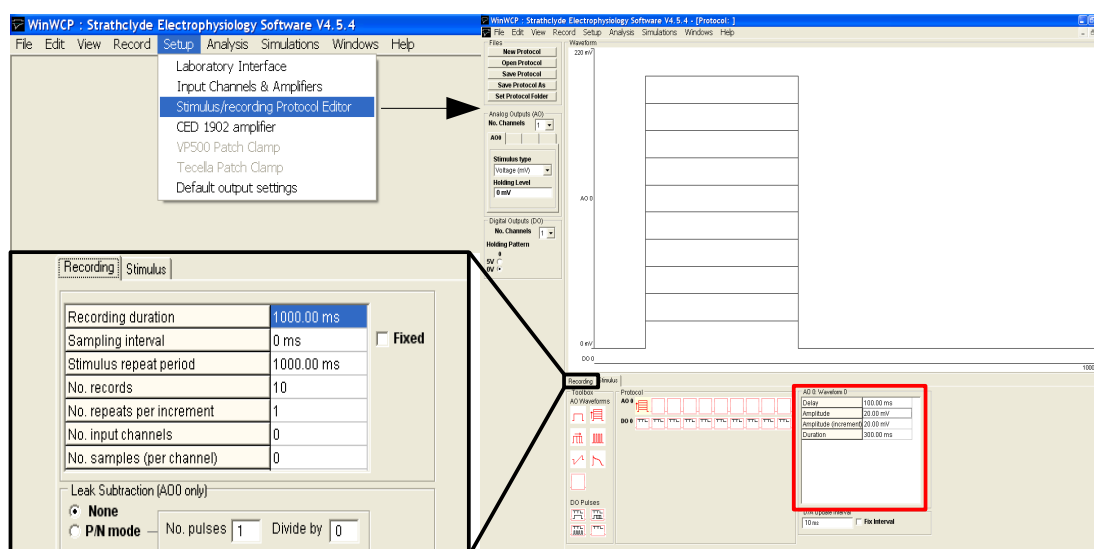 WinWCP : Strathclyde Electrophysiology Software V4.5.4
File Edit View Record Setup Analysis Simulations Windows Help
Laboratory Interface
Input Channels & Amplifiers
Stimulus/recording Protocol Editor
CED 1902 amplifier
VP500 Patch Clamp
Tecella Patch Clamp
Default output settings
Recording Stimulus
Recording duration 1000.00 ms
Sampling interval 0 ms Fixed
Stimulus repeat period 1000.00 ms
No. records 10
No. repeats per increment 1
No. input channels 0
No. samples (per channel) 0
Leak Subtraction (AO0 only)
None
P/N mode No. pulses 1 Divide by 0
WinWCP : Strathclyde Electrophysiology Software V4.5.4 - [Protocol: ]
File Edit View Record Setup Analysis Simulations Windows Help
Files
New Protocol
Open Protocol
Save Protocol
Save Protocol As
Set Protocol Folder
Analog Outputs (AO)
No. Channels 1
AO0
Stimulus type
Voltage (mV)
Holding Level
0 mV
Digital Outputs (DO)
No. Channels 1
Holding Pattern
0
5V
0V
Waveform
220 mV
AO 0
0 mV
DO 0
1000
Recording Stimulus
Toolbox
AO Waveforms
DO Pulses
Protocol
AO 0
DO 0
AO 0: Waveform 0
Delay 100.00 ms
Amplitude 20.00 mV
Amplitude (increment) 20.00 mV
Duration 300.00 ms
D/A Update Interval
10 ms Fix Interval